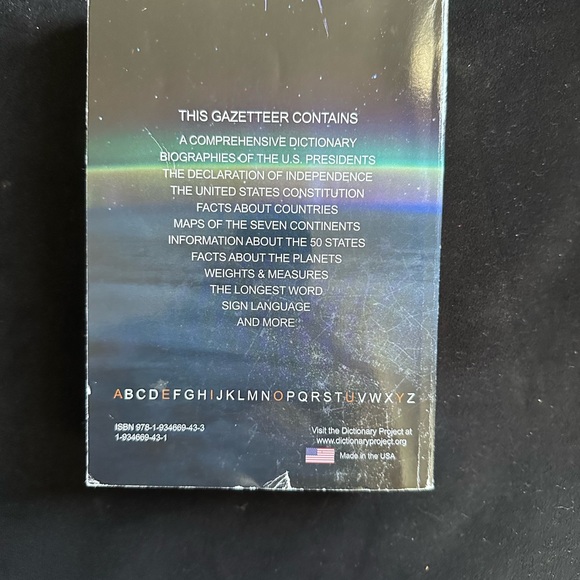 THIS GAZETTEER CONTAINS
A COMPREHENSIVE DICTIONARY
BIOGRAPHIES OF THE U.S. PRESIDENTS
THE DECLARATION OF INDEPENDENCE
THE UNITED STATES CONSTITUTION
FACTS ABOUT COUNTRIES
MAPS OF THE SEVEN CONTINENTS
INFORMATION ABOUT THE 50 STATES
FACTS ABOUT THE PLANETS
WEIGHTS & MEASURES
THE LONGEST WORD
SIGN LANGUAGE
AND MORE
ABCDEFGHIJKLMNOPQRSTUVWXYZ
ISBN 978-1-934669-43-3
1-934669-43-1
Visit the Dictionary Project at
www.dictionaryproject.org
Made in the USA